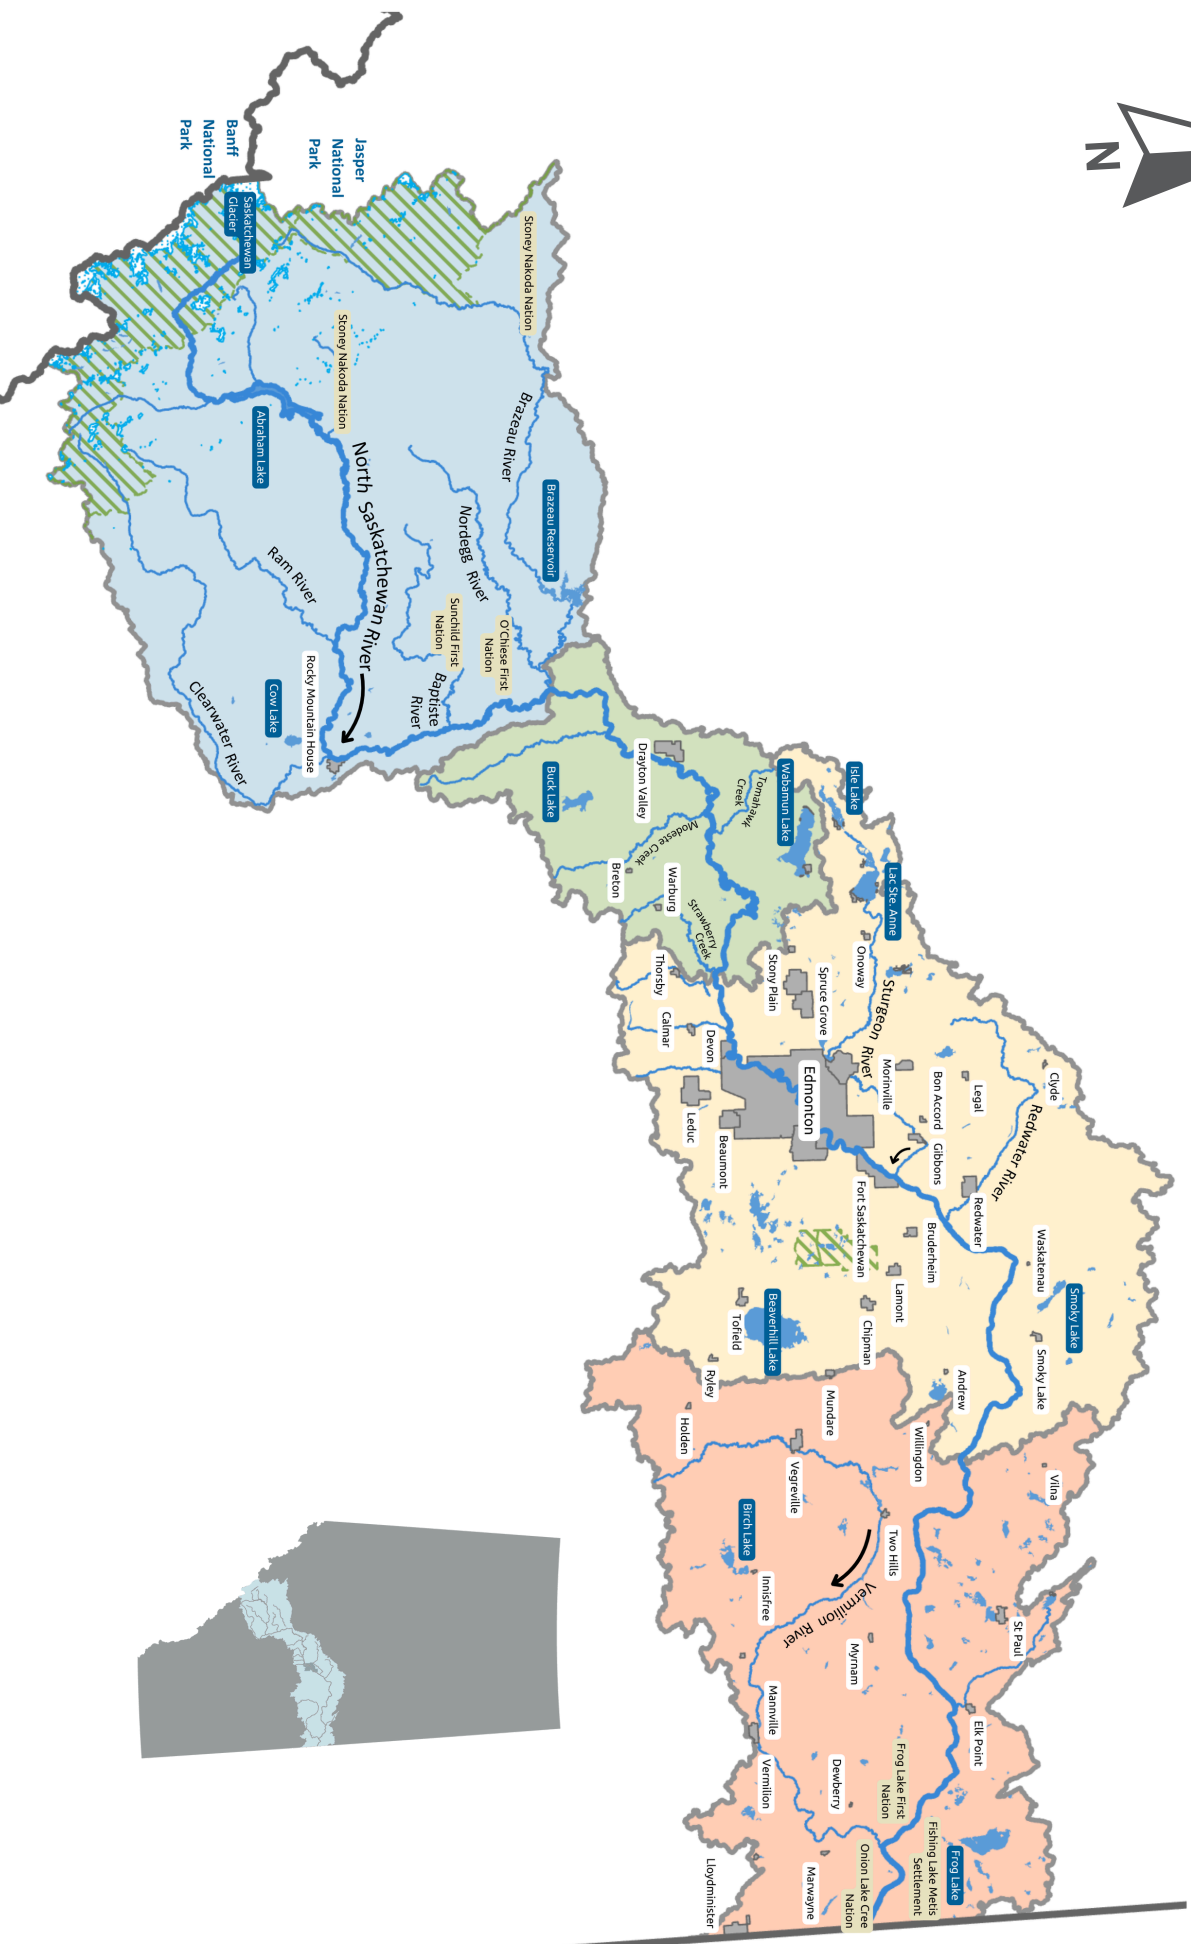 N
Jasper
National
Park
Banff
National
Park
Saskatchewan
Glacier
Stoney Nakoda Nation
Stoney Nakoda Nation
Abraham Lake
Brazeau River
Brazeau Reservoir
North Saskatchewan River
Nordegg River
Ram River
Sunchild First
Nation
O'Chiese First
Nation
Baptiste
River
Rocky Mountain House
Cow Lake
Clearwater River
Buck Lake
Drayton Valley
Tomahawk
Creek
Wabamun Lake
Isle Lake
Modeste Creek
Breton
Warburg
Strawberry
Creek
Lac Ste. Anne
Onoway
Stony Plain
Spruce Grove
Sturgeon River
Thorsby
Calmar
Devon
Edmonton
Leduc
Beaumont
Morinville
Bon Accord
Legal
Clyde
Gibbons
Redwater River
Redwater
Fort Saskatchewan
Bruderheim
Lamont
Chipman
Waskatenau
Smoky Lake
Smoky Lake
Tofield
Beaverhill Lake
Ryley
Andrew
Mundare
Holden
Willingdon
Vegreville
Vilna
Two Hills
Birch Lake
Innisfree
Vermilion River
Myrnam
St Paul
Mannville
Elk Point
Vermilion
Dewberry
Frog Lake First
Nation
Fishing Lake Metis
Settlement
Frog Lake
Onion Lake Cree
Nation
Marwayne
Lloydminister